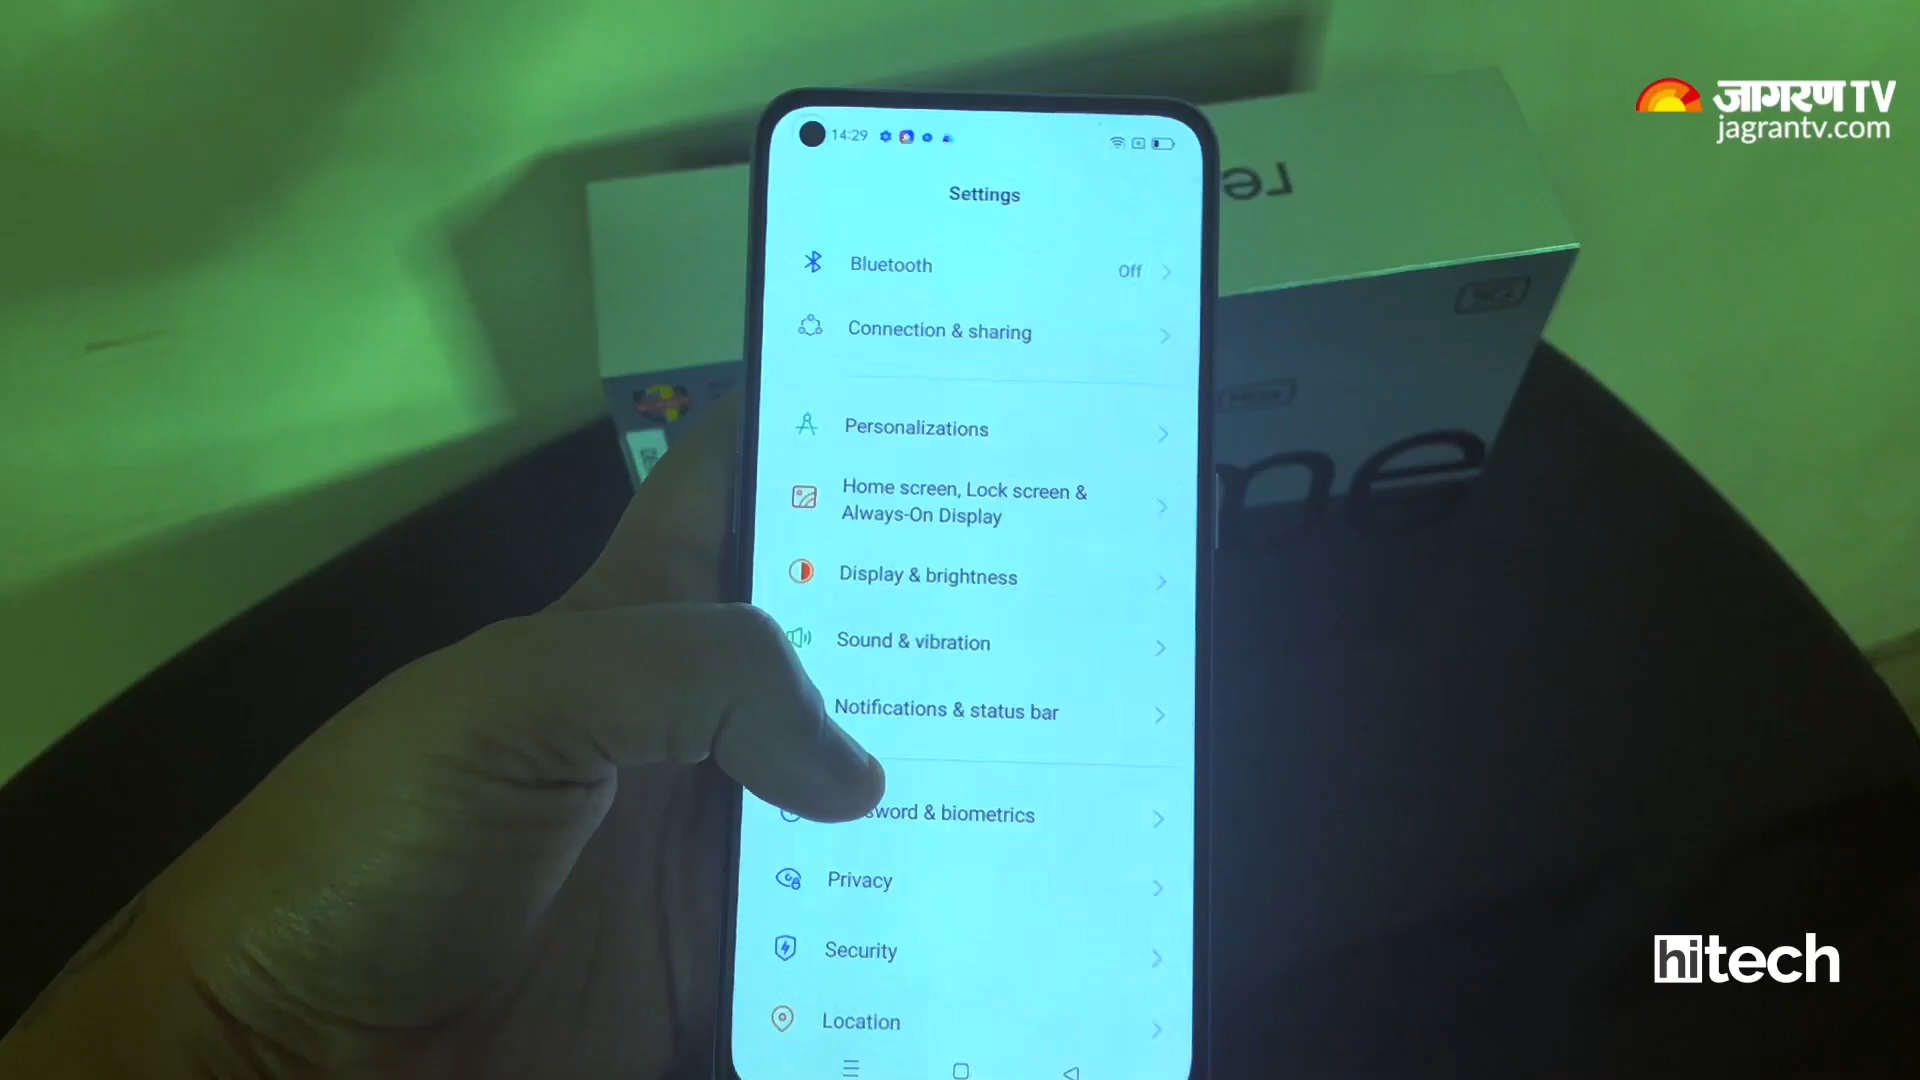 जागरण TV
jagrantv.com
14:29
Settings
Bluetooth
Off
Connection & sharing
Personalizations
Home screen, Lock screen &
Always-On Display
Display & brightness
Sound & vibration
Notifications & status bar
sword & biometrics
Privacy
Security
Location
hitech